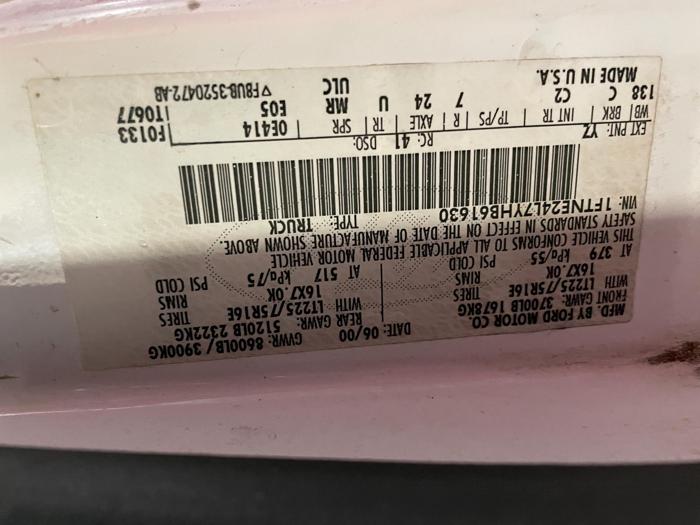 MFD. BY FORD MOTOR CO.
DATE: 06/00 GVWR: 8600LB/3900KG
FRONT GAWR: 3700LB 1678KG REAR GAWR: 5120LB 2322KG
WITH LT225/75R16E TIRES WITH LT225/75R16E TIRES
16X7.0K RINS 16X7.0K RINS
AT 379 kPa/55 PSI COLD AT 517 kPa/75 PSI COLD
THIS VEHICLE CONFORMS TO ALL APPLICABLE FEDERAL MOTOR VEHICLE
SAFETY STANDARDS IN EFFECT ON THE DATE OF MANUFACTURE SHOWN ABOVE.
VIN: 1FTNE24L7YHB61630 TYPE: TRUCK
F0133
T0677
EXT PNT: YZ RC: 41 DSO: 0E414 E05
WB BRK INT TR TP/PS R AXLE TR SPR
138 C C2 7 24 U MR
ULC
MADE IN U.S.A. ▽FBUB-3520472-AB